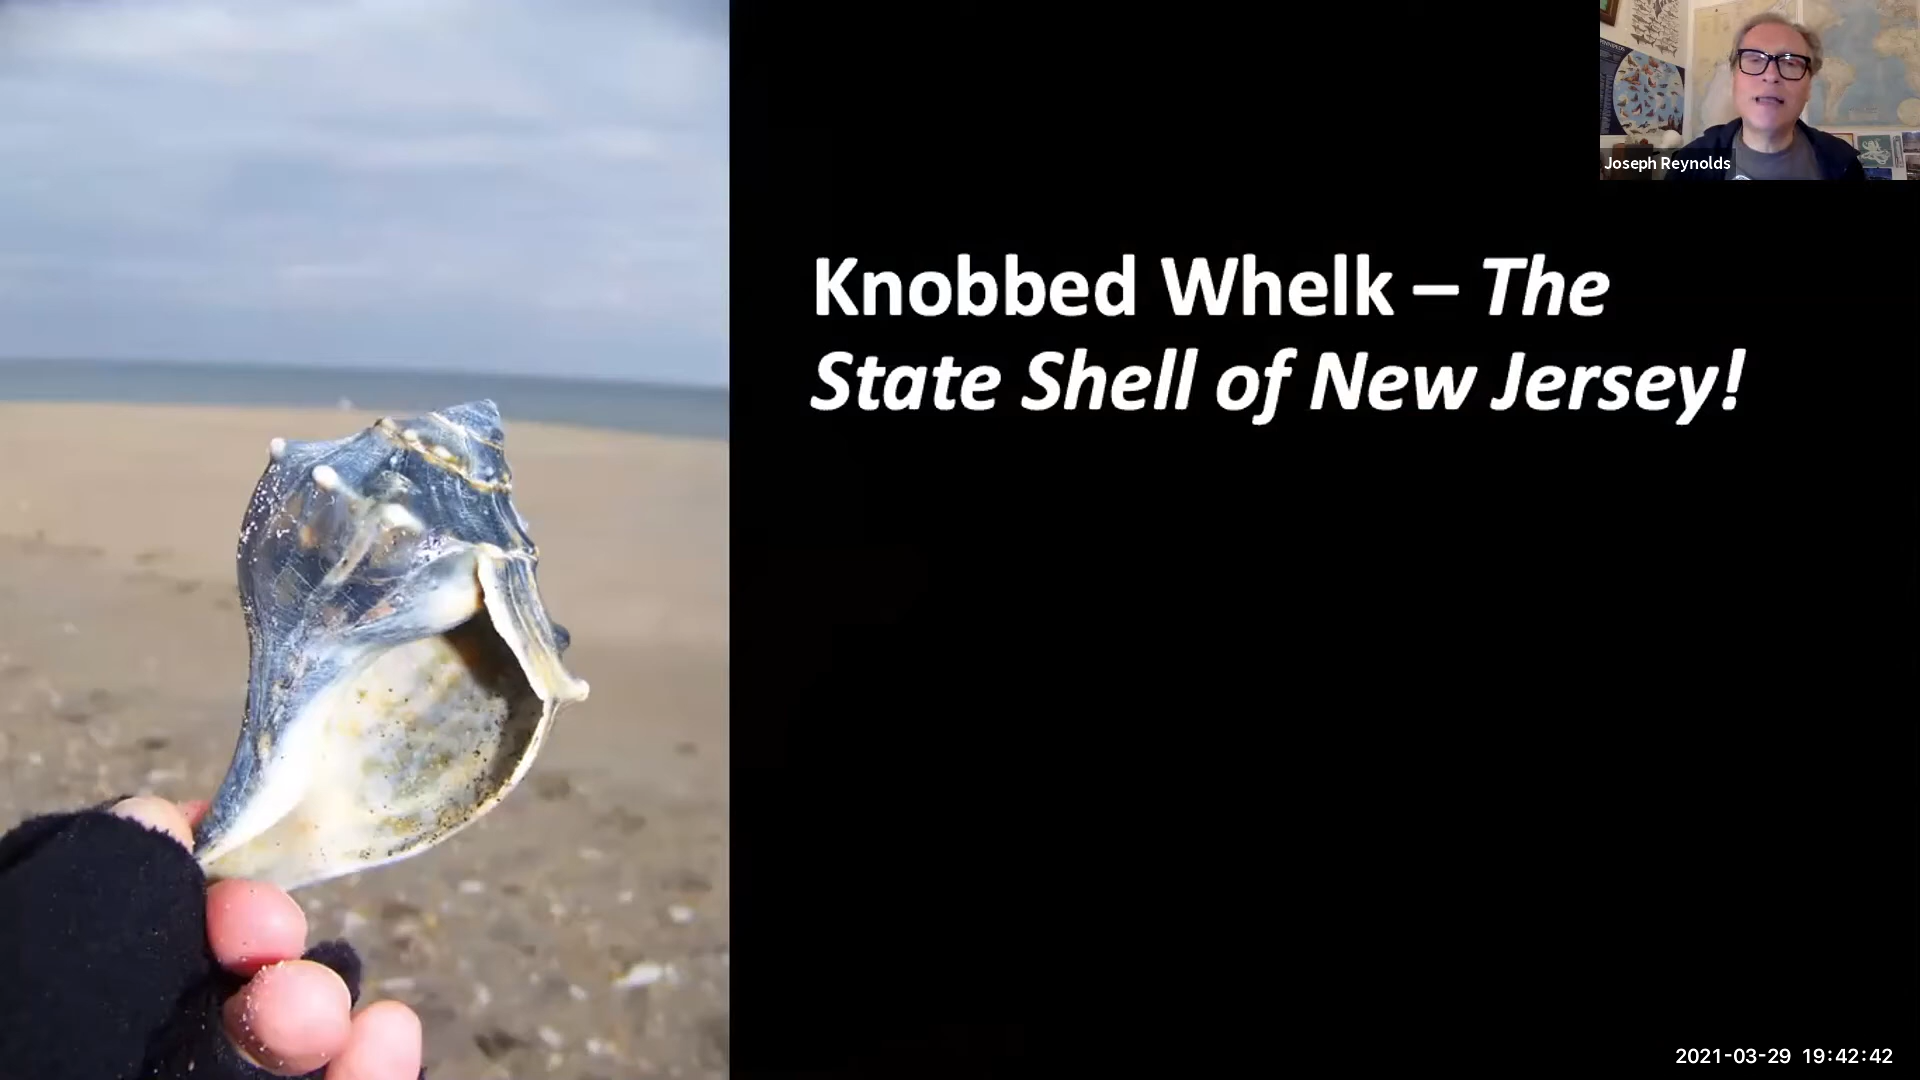 Joseph Reynolds
Knobbed Whelk – The
State Shell of New Jersey!
2021-03-29 19:42:42